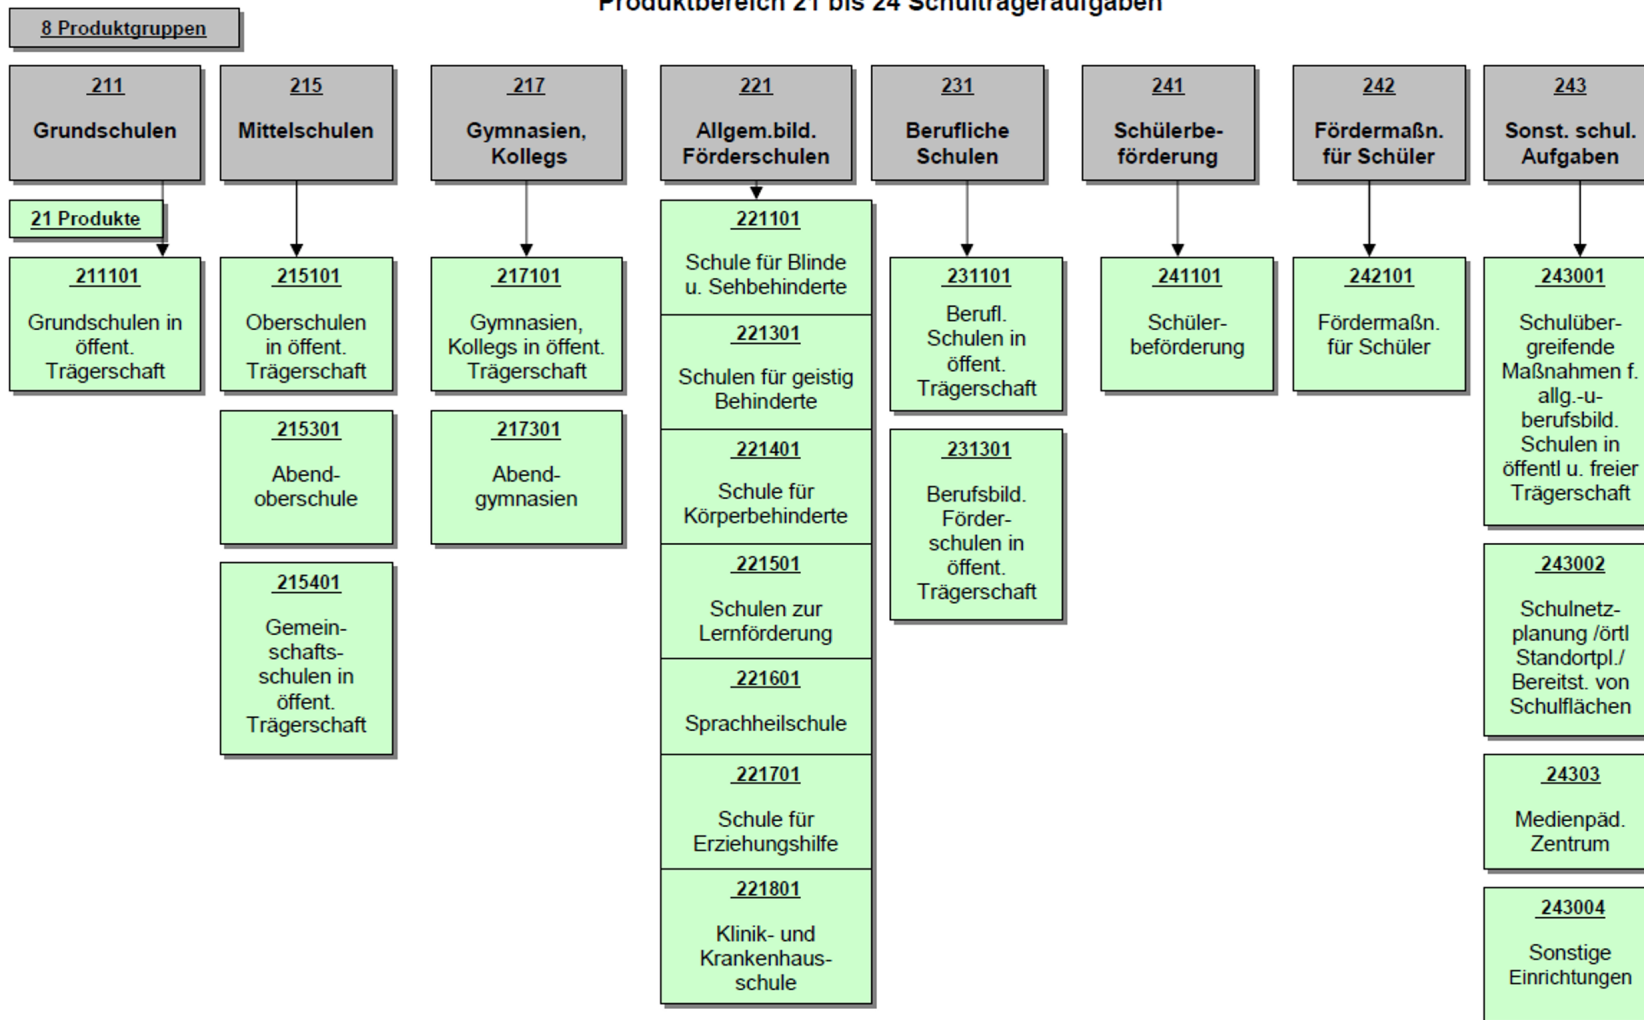 Produktbereich 21 bis 24 Schulträgeraufgaben
8 Produktgruppen
211
Grundschulen
215
Mittelschulen
217
Gymnasien,
Kollegs
221
Allgem.bild.
Förderschulen
231
Berufliche
Schulen
241
Schülerbe-
förderung
242
Fördermaßn.
für Schüler
243
Sonst. schul.
Aufgaben
21 Produkte
211101
Grundschulen in
öffent.
Trägerschaft
215101
Oberschulen
in öffent.
Trägerschaft
215301
Abend-
oberschule
215401
Gemein-
schafts-
schulen in
öffent.
Trägerschaft
217101
Gymnasien,
Kollegs in öffent.
Trägerschaft
217301
Abend-
gymnasien
221101
Schule für Blinde
u. Sehbehinderte
221301
Schulen für geistig
Behinderte
221401
Schule für
Körperbehinderte
221501
Schulen zur
Lernförderung
221601
Sprachheilschule
221701
Schule für
Erziehungshilfe
221801
Klinik- und
Krankenhaus-
schule
231101
Berufl.
Schulen in
öffent.
Trägerschaft
231301
Berufsbild.
Förder-
schulen in
öffent.
Trägerschaft
241101
Schüler-
beförderung
242101
Fördermaßn.
für Schüler
243001
Schulüber-
greifende
Maßnahmen f.
allg.-u-
berufsbild.
Schulen in
öffentl u. freier
Trägerschaft
243002
Schulnetz-
planung /örtl
Standortpl./
Bereitst. von
Schulflächen
24303
Medienpäd.
Zentrum
243004
Sonstige
Einrichtungen